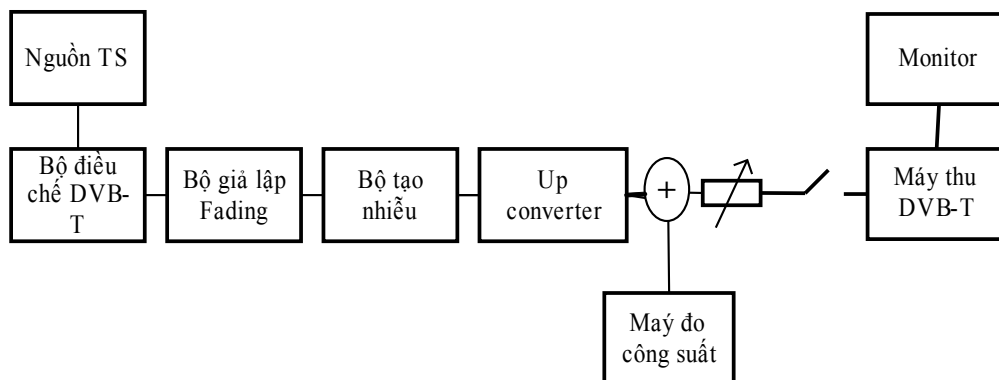 Nguồn TS
Monitor
Bộ điều
chế DVB-
T
Bộ giả lập
Fading
Bộ tạo
nhiễu
Up
converter
+
Máy thu
DVB-T
Maý đo
công suất